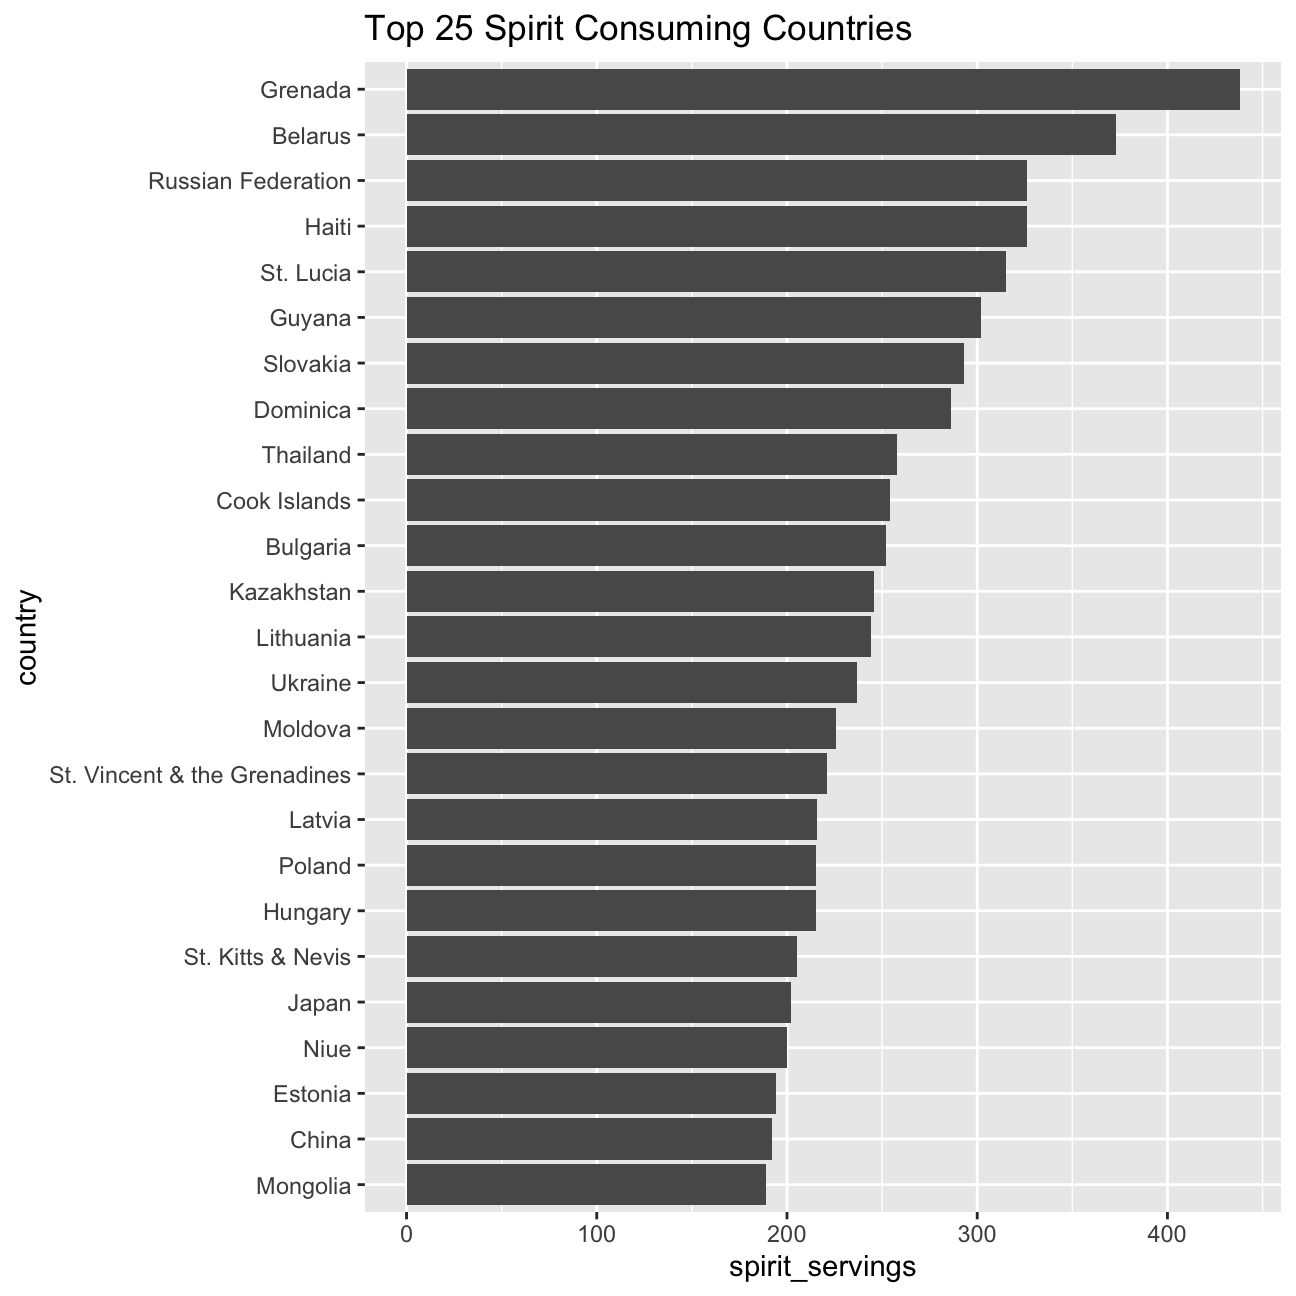 Top 25 Spirit Consuming Countries
country
Grenada
Belarus
Russian Federation
Haiti
St. Lucia
Guyana
Slovakia
Dominica
Thailand
Cook Islands
Bulgaria
Kazakhstan
Lithuania
Ukraine
Moldova
St. Vincent & the Grenadines
Latvia
Poland
Hungary
St. Kitts & Nevis
Japan
Niue
Estonia
China
Mongolia
0 100 200 300 400
spirit_servings